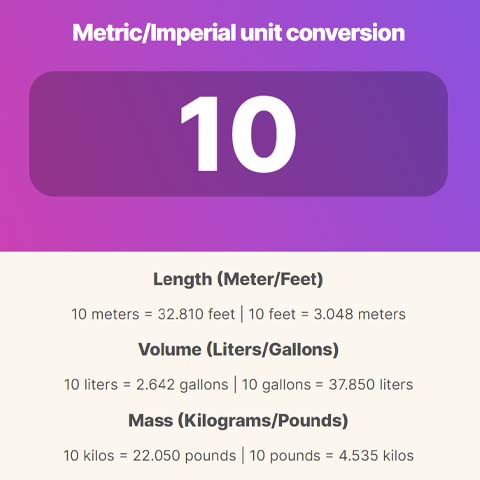 Metric/Imperial unit conversion
10
Length (Meter/Feet)
10 meters = 32.810 feet | 10 feet = 3.048 meters
Volume (Liters/Gallons)
10 liters = 2.642 gallons | 10 gallons = 37.850 liters
Mass (Kilograms/Pounds)
10 kilos = 22.050 pounds | 10 pounds = 4.535 kilos